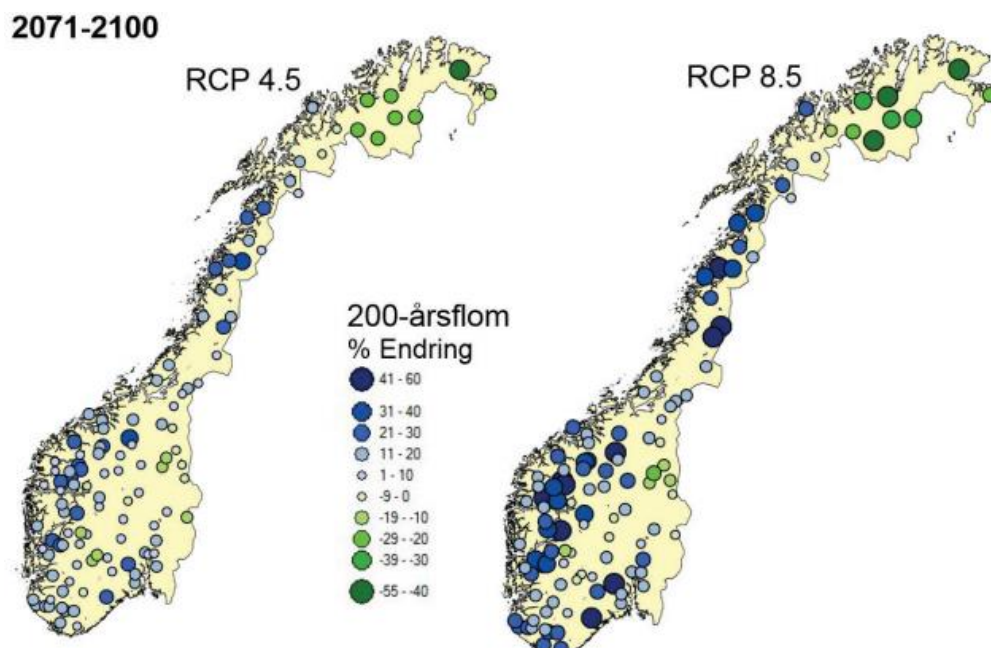 2071-2100
RCP 4.5
RCP 8.5
200-årsflom
% Endring
41 - 60
31 - 40
21 - 30
11 - 20
1 - 10
-9 - 0
-19 - -10
-29 - -20
-39 - -30
-55 - -40